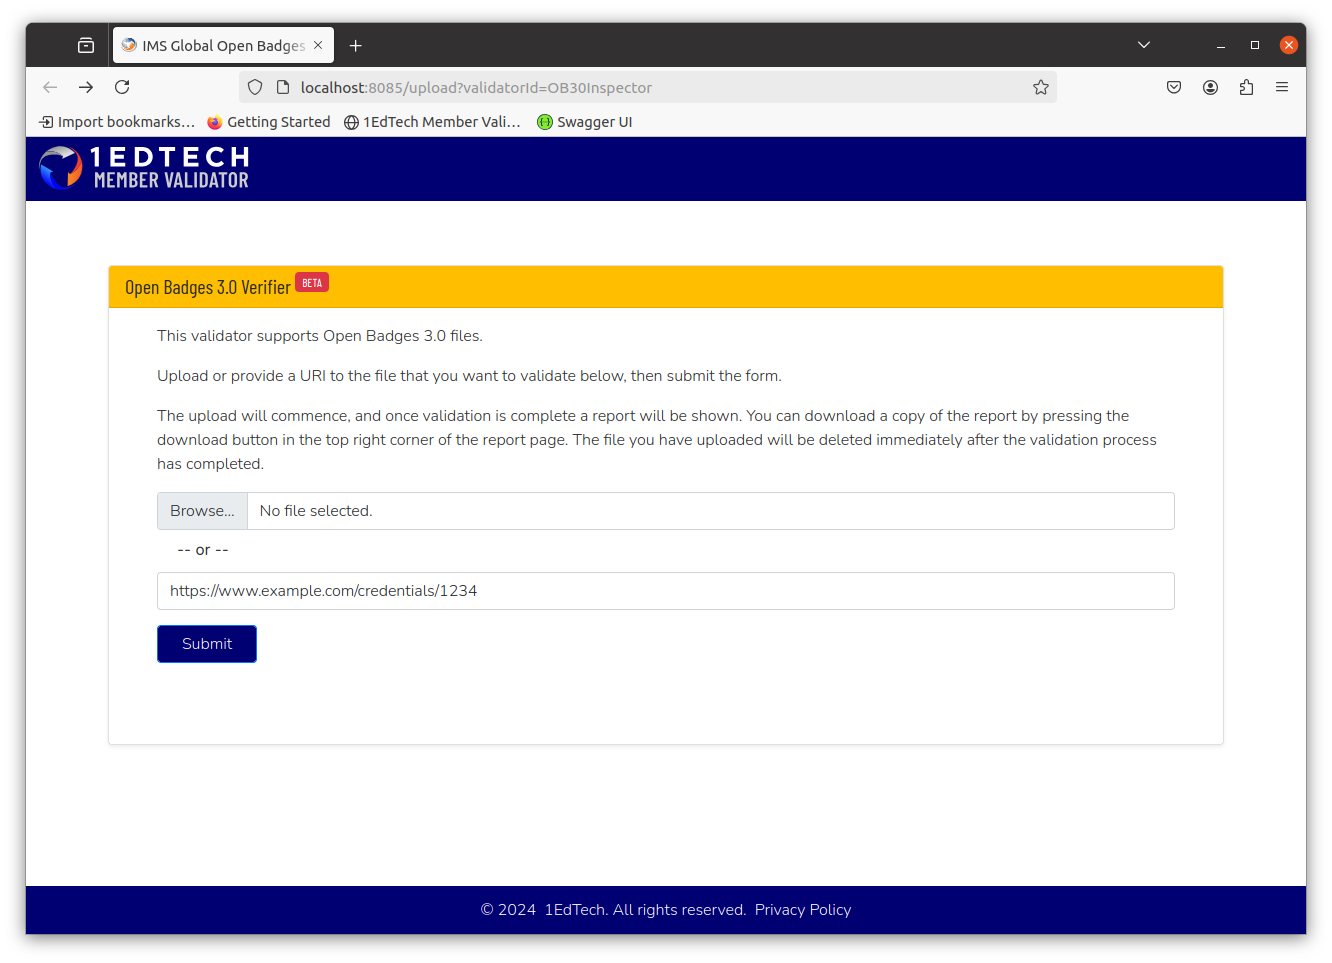 IMS Global Open Badges
localhost:8085/upload?validatorId=OB30Inspector
Import bookmarks… Getting Started 1EdTech Member Vali… Swagger UI
1EDTECH
MEMBER VALIDATOR
Open Badges 3.0 Verifier BETA
This validator supports Open Badges 3.0 files.
Upload or provide a URI to the file that you want to validate below, then submit the form.
The upload will commence, and once validation is complete a report will be shown. You can download a copy of the report by pressing the
download button in the top right corner of the report page. The file you have uploaded will be deleted immediately after the validation process
has completed.
Browse... No file selected.
-- or --
https://www.example.com/credentials/1234
Submit
© 2024 1EdTech. All rights reserved. Privacy Policy